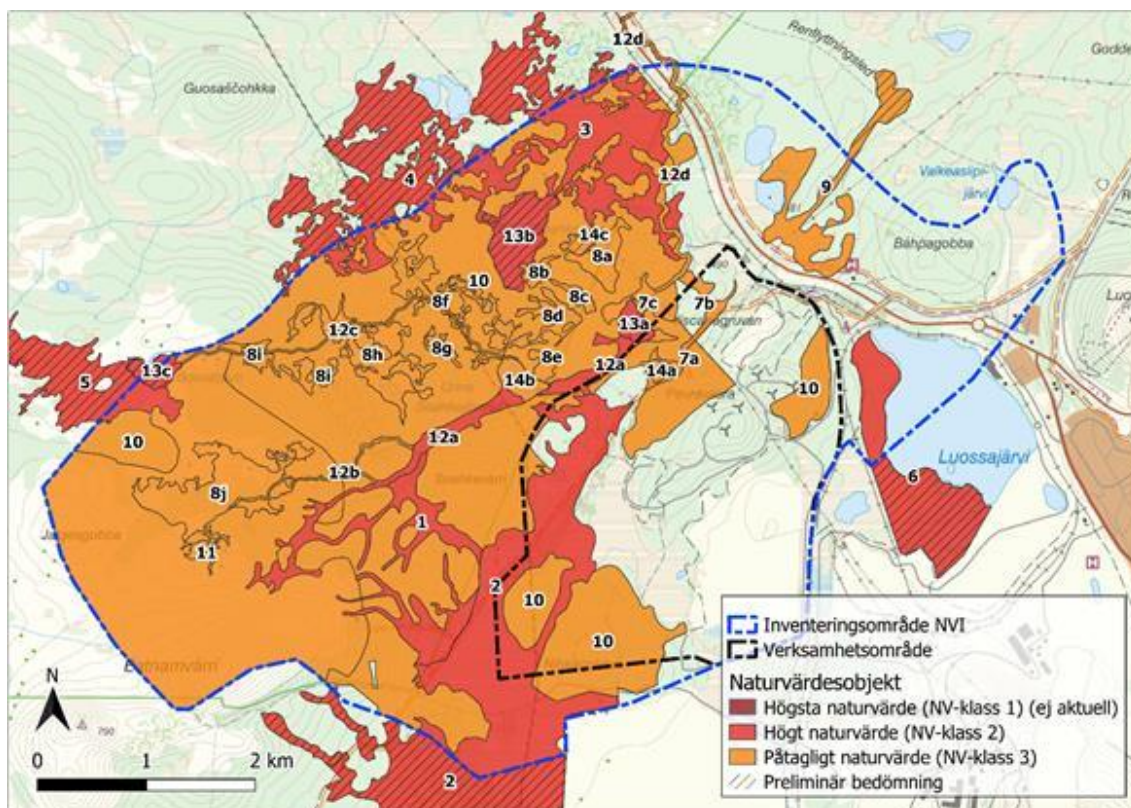 12d
Renflyttningsled
Guosaščohkka
3
4
12d
9
Valkeasiipi-
järvi
13b
14c
8a
Báhpagobba
H
8b
10
8f
8c
7c
7b
8d
13a
12c
8i
8h
8g
8e
12a
7a
14a
8i
14b
10
5
13c
10
12a
Luossajärvi
12b
6
8j
1
11
H
2
10
10
N
790
2
0 1 2 km
Inventeringsområde NVI
Verksamhetsområde
Naturvärdesobjekt
Högsta naturvärde (NV-klass 1) (ej aktuell)
Högt naturvärde (NV-klass 2)
Påtagligt naturvärde (NV-klass 3)
Preliminär bedömning